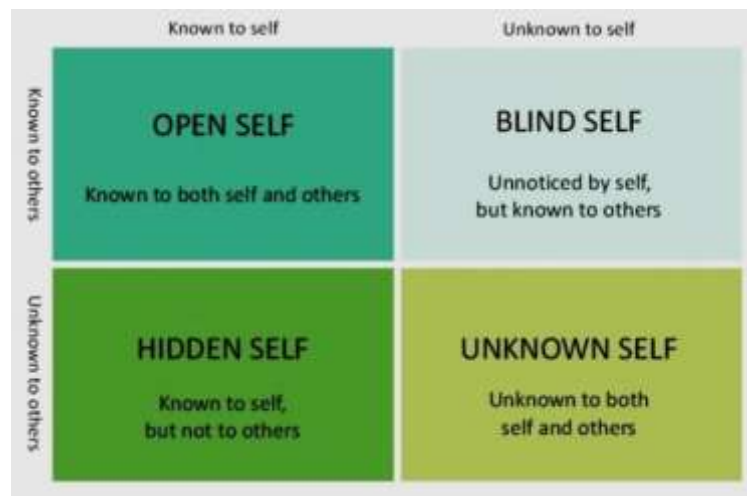 Known to self
Unknown to self
Known to others
OPEN SELF
Known to both self and others
BLIND SELF
Unnoticed by self,
but known to others
Unknown to others
HIDDEN SELF
Known to self,
but not to others
UNKNOWN SELF
Unknown to both
self and others